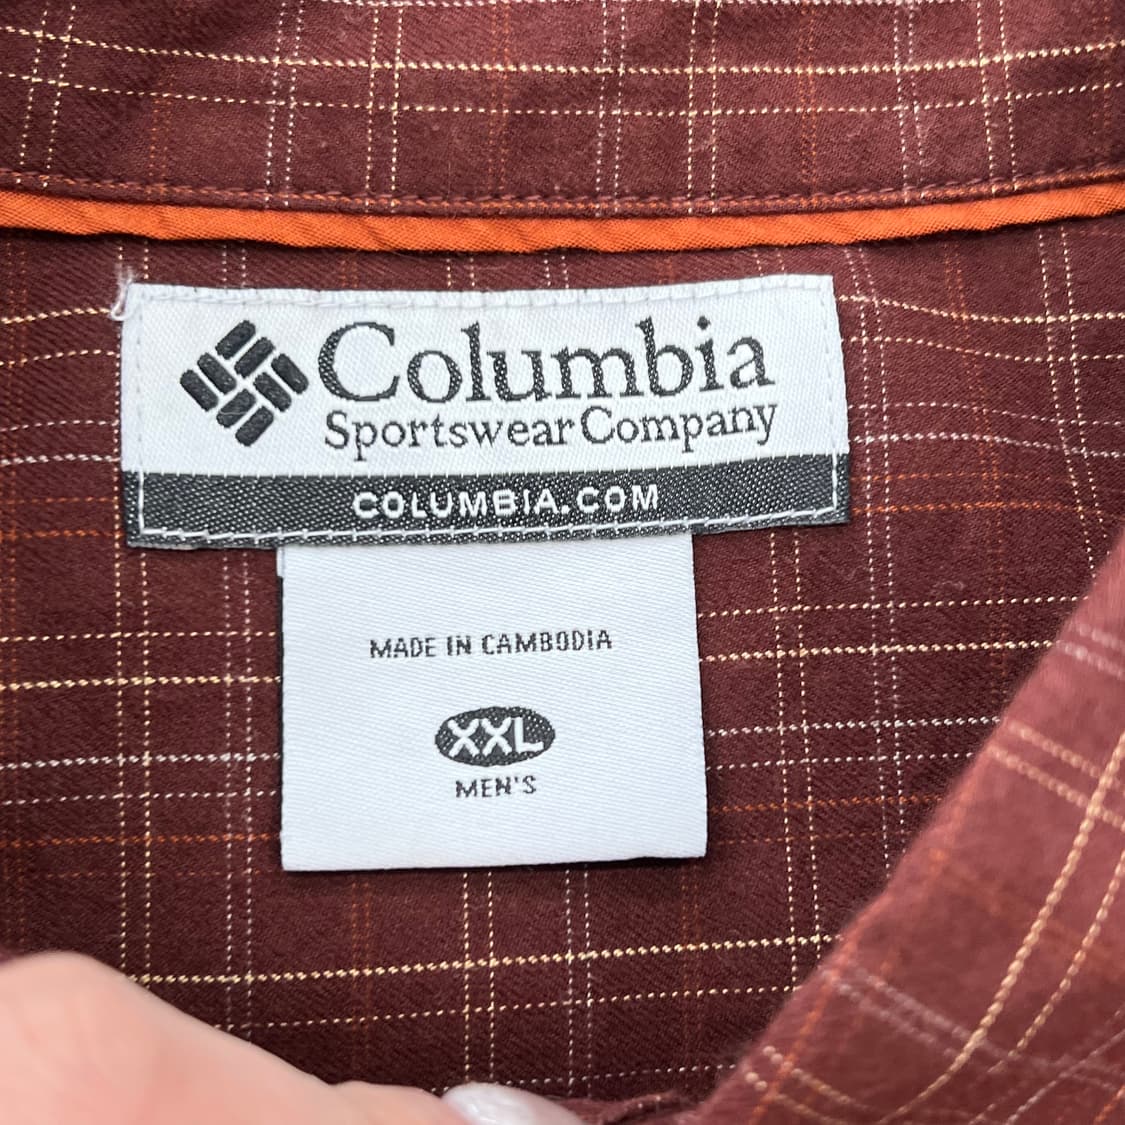 Columbia
Sportswear Company
COLUMBIA.COM
MADE IN CAMBODIA
XXL
MEN'S